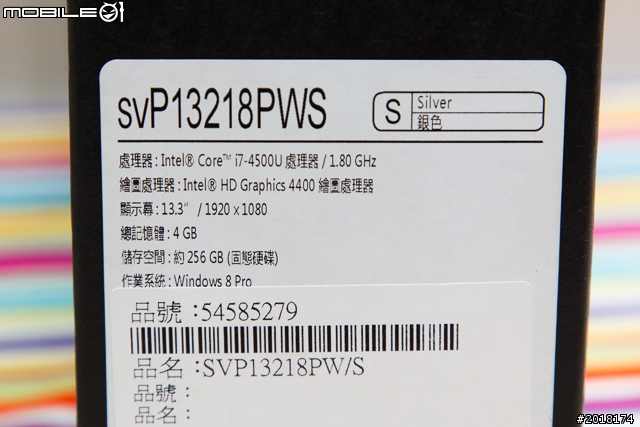 MOBILE01
svP13218PWS
S Silver
銀色
處理器 : Intel® Core™ i7-4500U 處理器 / 1.80 GHz
繪圖處理器 : Intel® HD Graphics 4400 繪圖處理器
顯示幕 : 13.3" / 1920 x 1080
總記憶體 : 4 GB
儲存空間 : 約 256 GB (固態硬碟)
作業系統 : Windows 8 Pro
品號 :54585279
品名 :SVP13218PW/S
品號 :
品名 :
#2018174